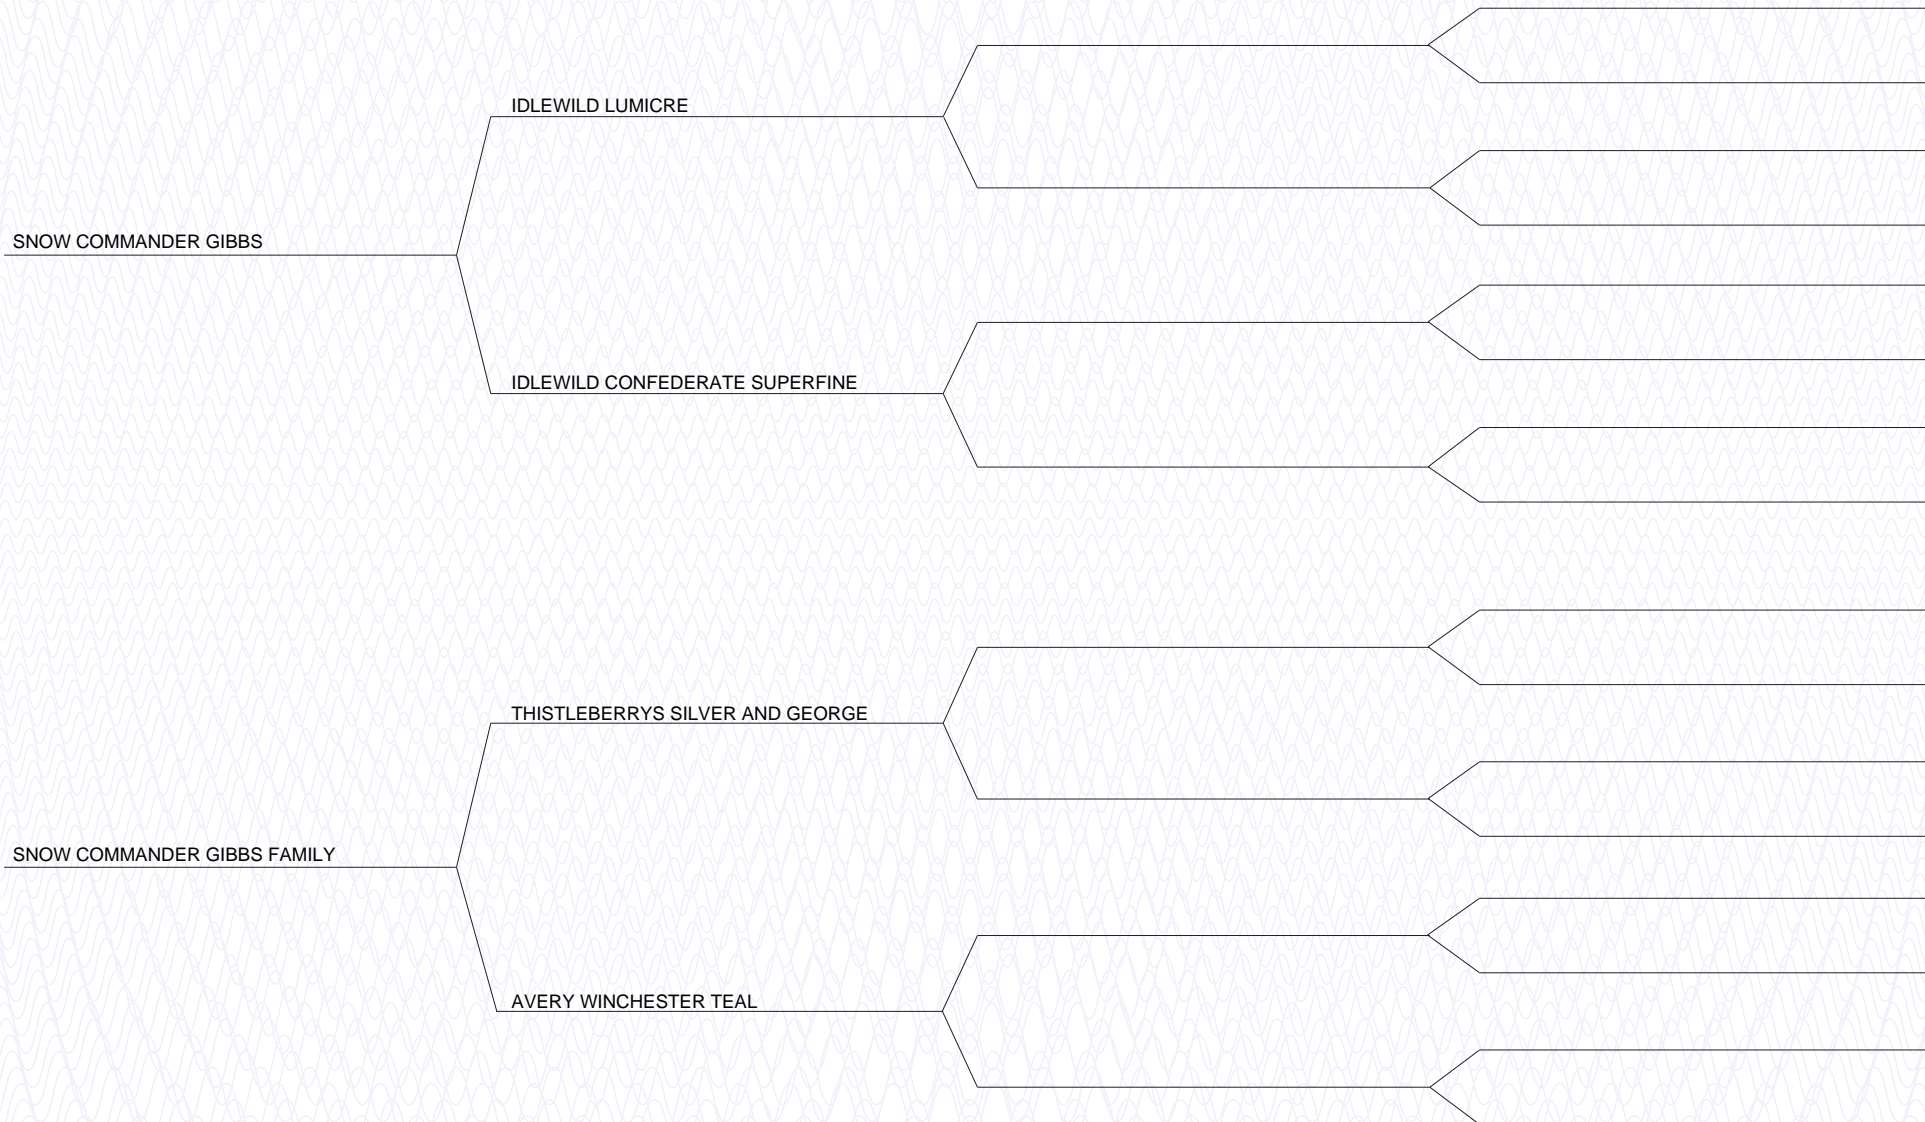 IDLEWILD LUMICRE
SNOW COMMANDER GIBBS
IDLEWILD CONFEDERATE SUPERFINE
THISTLEBERRYS SILVER AND GEORGE
SNOW COMMANDER GIBBS FAMILY
AVERY WINCHESTER TEAL